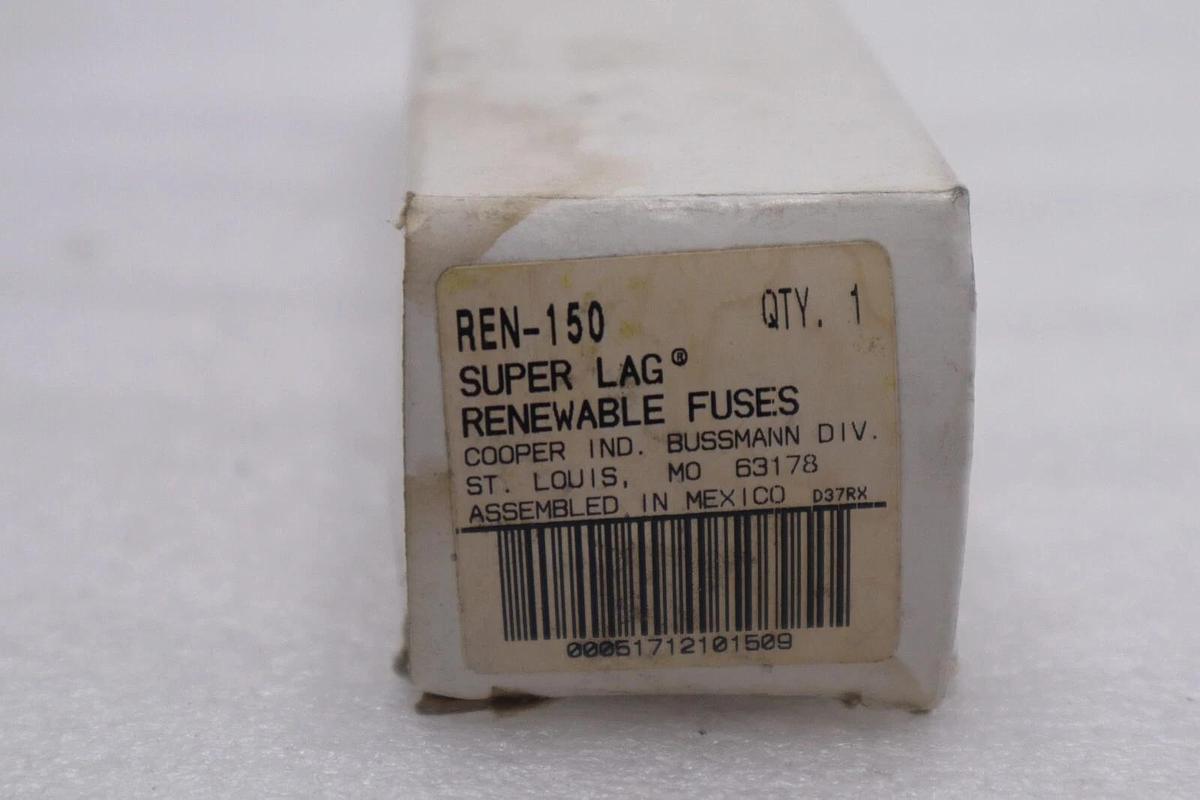 REN-150 QTY. 1
SUPER LAG®
RENEWABLE FUSES
COOPER IND. BUSSMANN DIV.
ST. LOUIS, MO 63178
ASSEMBLED IN MEXICO D37RX
00051712101509